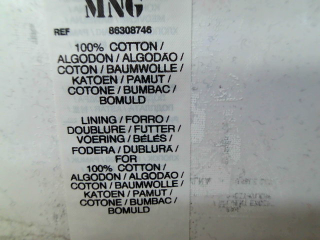 MNG
REF 86308746
100% COTTON /
ALGODON / ALGODÃO /
COTON / BAUMWOLLE /
KATOEN / PAMUT /
COTONE / BUMBAC /
BOMULD
LINING / FORRO /
DOUBLURE / FUTTER /
VOERING / BÉLÉS /
FODERA / DUBLURA /
FOR
100% COTTON /
ALGODON / ALGODAO /
COTON / BAUMWOLLE /
KATOEN / PAMUT /
COTONE / BUMBAC /
BOMULD